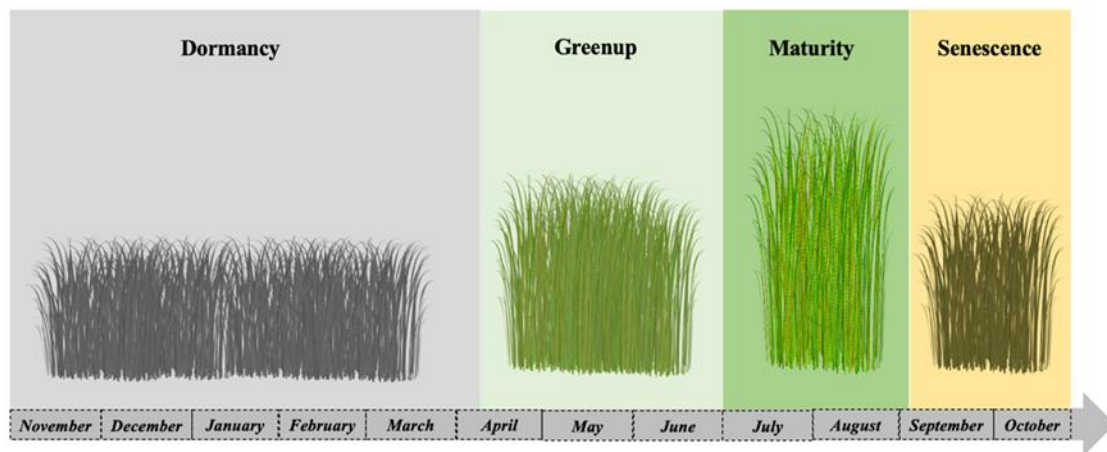 Dormancy Greenup Maturity Senescence
November December January February March April May June July August September October